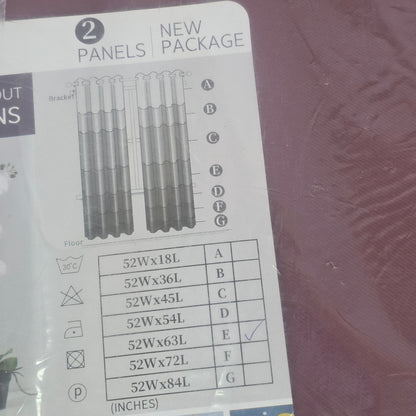 2
PANELS
NEW
PACKAGE
OUT
NS
Bracket
A
B
C
E
D
F
G
Floor
30°C
52Wx18L A
52Wx36L B
52Wx45L C
52Wx54L D
52Wx63L E ✓
52Wx72L F
52Wx84L G
P
(INCHES)